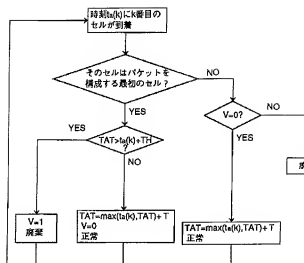 時刻ta(k)にk番目の
セルが到着
そのセルはパケットを
構成する最初のセル?
NO
YES
V=0?
NO
YES
YES
TAT>ta(k)+TH
?
NO
V=1
廃棄
TAT=max(ta(k),TAT)+T
V=0
正常
TAT=max(ta(k),TAT)+T
正常